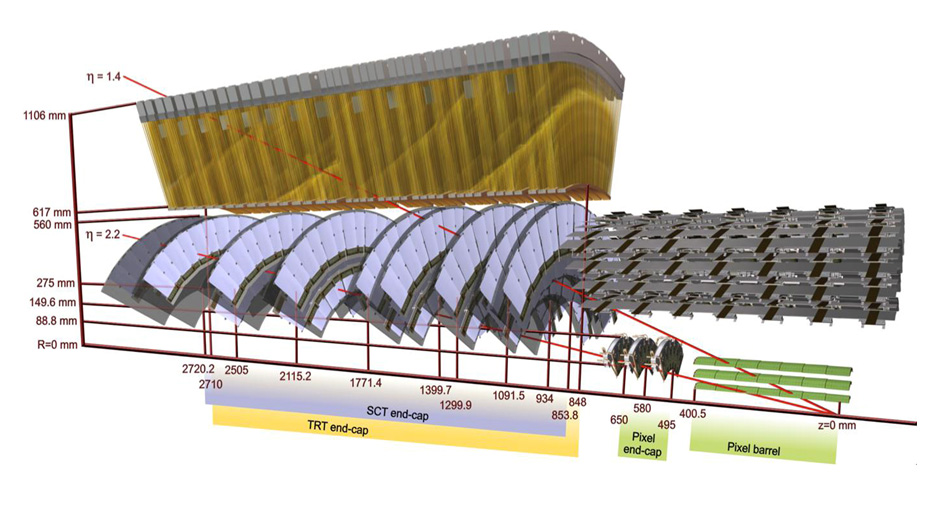 η = 1.4
1106 mm
617 mm
560 mm
η = 2.2
275 mm
149.6 mm
88.8 mm
R=0 mm
2720.2
2710
2505
2115.2
1771.4
1399.7
1299.9
1091.5
934
853.8
848
650
580
495
400.5
z=0 mm
SCT end-cap
TRT end-cap
Pixel
end-cap
Pixel barrel